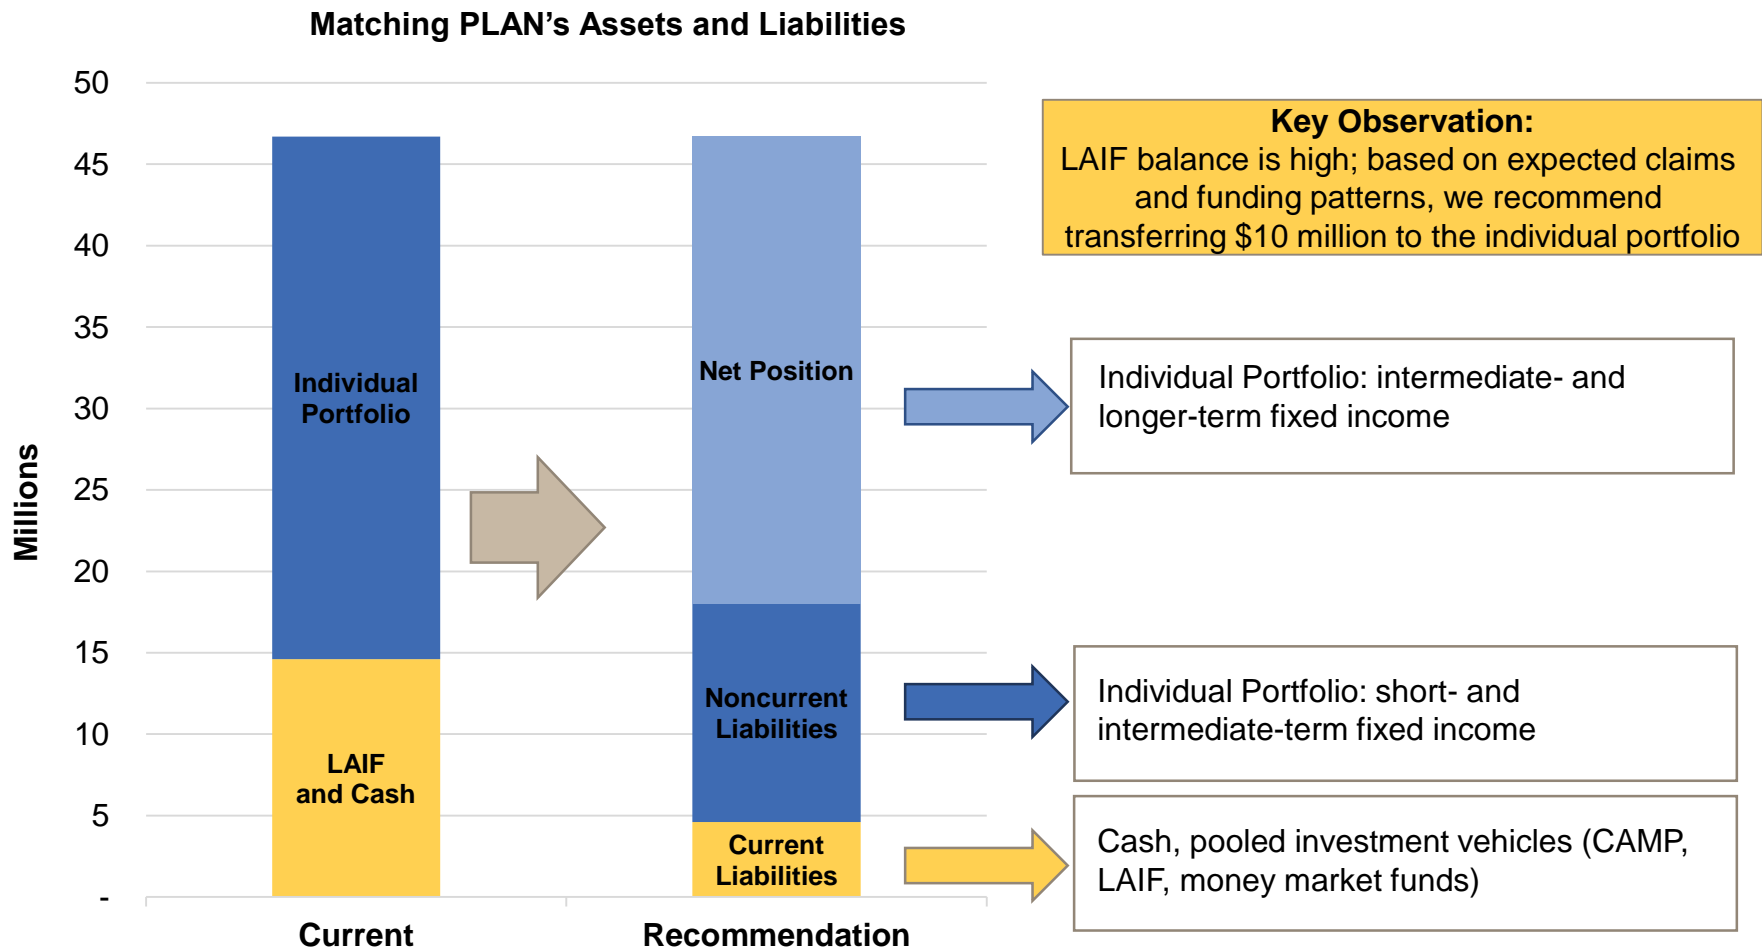 Matching PLAN’s Assets and Liabilities
Millions
50
45
40
35
30
25
20
15
10
5
-
Individual
Portfolio
LAIF
and Cash
Net Position
Noncurrent
Liabilities
Current
Liabilities
Current
Recommendation
Key Observation:
LAIF balance is high; based on expected claims
and funding patterns, we recommend
transferring $10 million to the individual portfolio
Individual Portfolio: intermediate- and
longer-term fixed income
Individual Portfolio: short- and
intermediate-term fixed income
Cash, pooled investment vehicles (CAMP,
LAIF, money market funds)